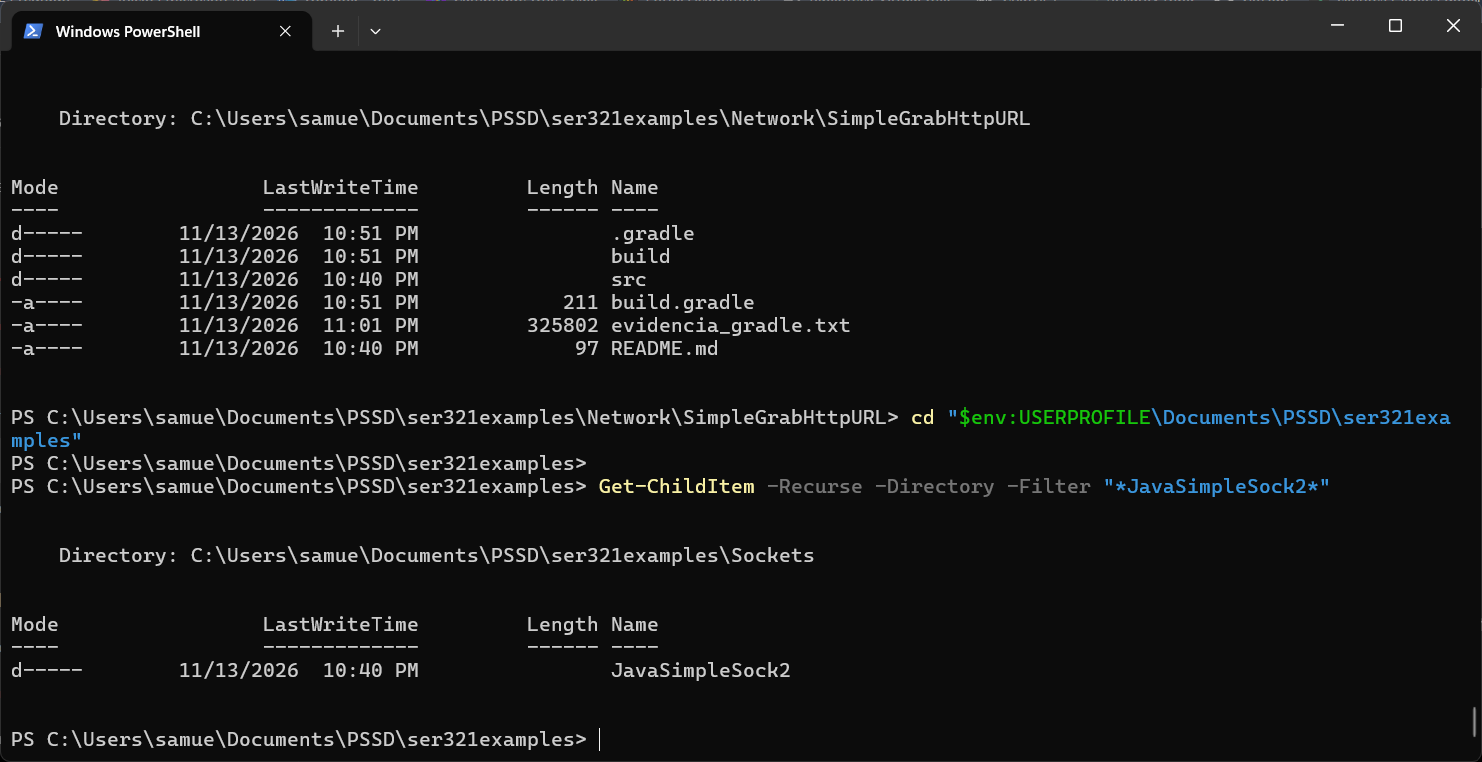 Windows PowerShell
    Directory: C:\Users\samue\Documents\PSSD\ser321examples\Network\SimpleGrabHttpURL
Mode                 LastWriteTime         Length Name
----                 -------------         ------ ----
d-----        11/13/2026  10:51 PM                .gradle
d-----        11/13/2026  10:51 PM                build
d-----        11/13/2026  10:40 PM                src
-a----        11/13/2026  10:51 PM            211 build.gradle
-a----        11/13/2026  11:01 PM         325802 evidencia_gradle.txt
-a----        11/13/2026  10:40 PM             97 README.md
PS C:\Users\samue\Documents\PSSD\ser321examples\Network\SimpleGrabHttpURL> cd "$env:USERPROFILE\Documents\PSSD\ser321exa
mples"
PS C:\Users\samue\Documents\PSSD\ser321examples>
PS C:\Users\samue\Documents\PSSD\ser321examples> Get-ChildItem -Recurse -Directory -Filter "*JavaSimpleSock2*"
    Directory: C:\Users\samue\Documents\PSSD\ser321examples\Sockets
Mode                 LastWriteTime         Length Name
----                 -------------         ------ ----
d-----        11/13/2026  10:40 PM                JavaSimpleSock2
PS C:\Users\samue\Documents\PSSD\ser321examples>